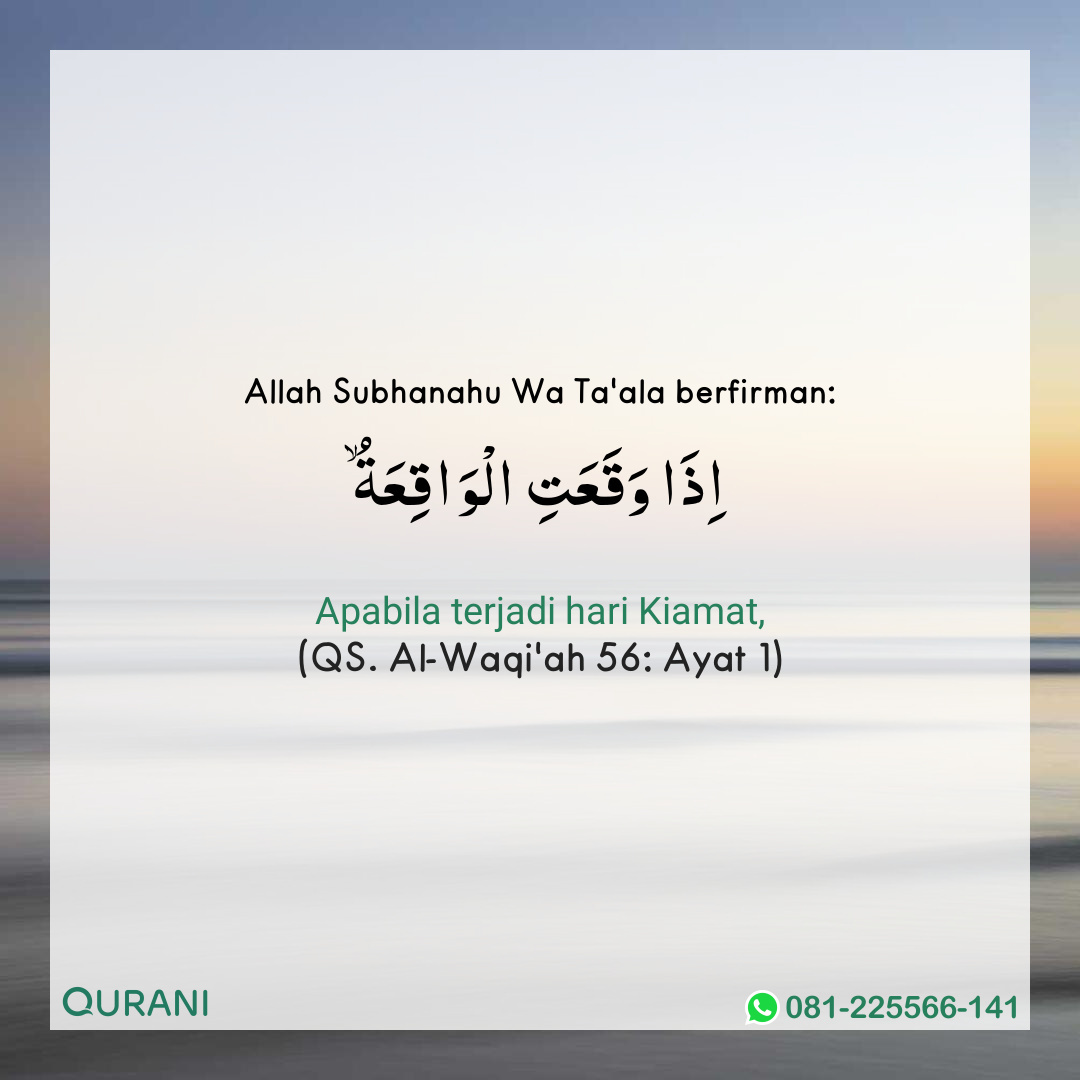 Allah Subhanahu Wa Ta'ala berfirman:
اِذَا وَقَعَتِ الْوَاقِعَةُۙ
Apabila terjadi hari Kiamat,
(QS. Al-Waqi'ah 56: Ayat 1)
QURANI
081-225566-141